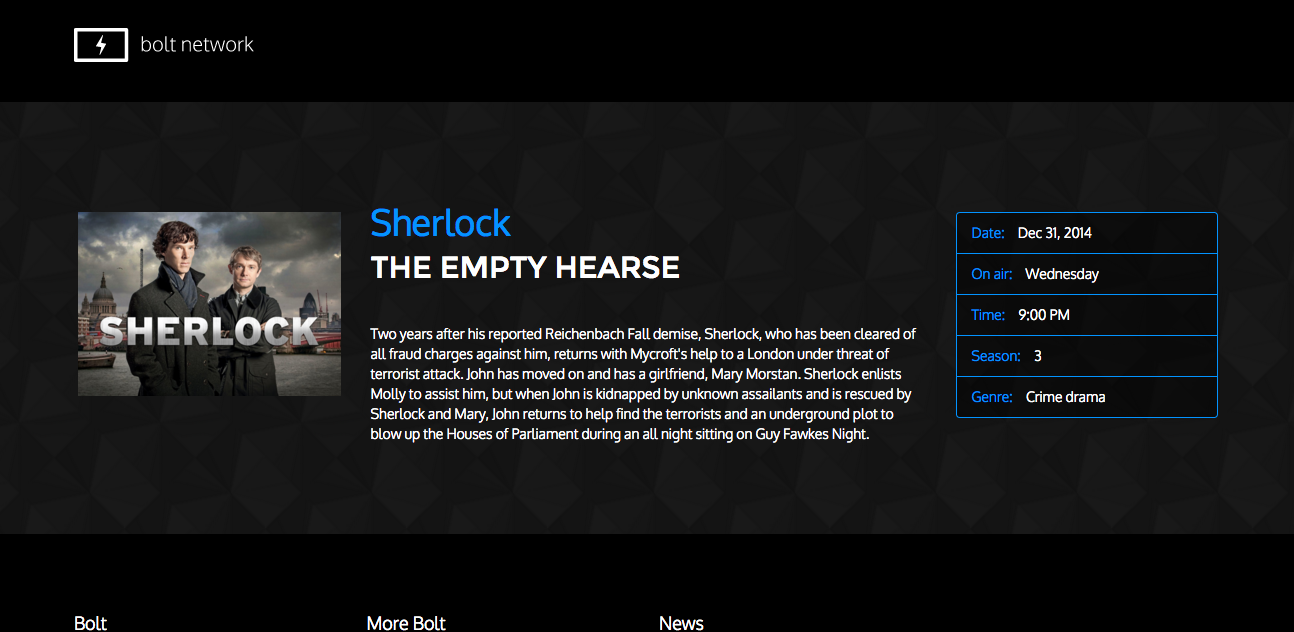 bolt network
SHERLOCK
Sherlock
THE EMPTY HEARSE
Two years after his reported Reichenbach Fall demise, Sherlock, who has been cleared of
all fraud charges against him, returns with Mycroft's help to a London under threat of
terrorist attack. John has moved on and has a girlfriend, Mary Morstan. Sherlock enlists
Molly to assist him, but when John is kidnapped by unknown assailants and is rescued by
Sherlock and Mary, John returns to help find the terrorists and an underground plot to
blow up the Houses of Parliament during an all night sitting on Guy Fawkes Night.
Date: Dec 31, 2014
On air: Wednesday
Time: 9:00 PM
Season: 3
Genre: Crime drama
Bolt
More Bolt
News